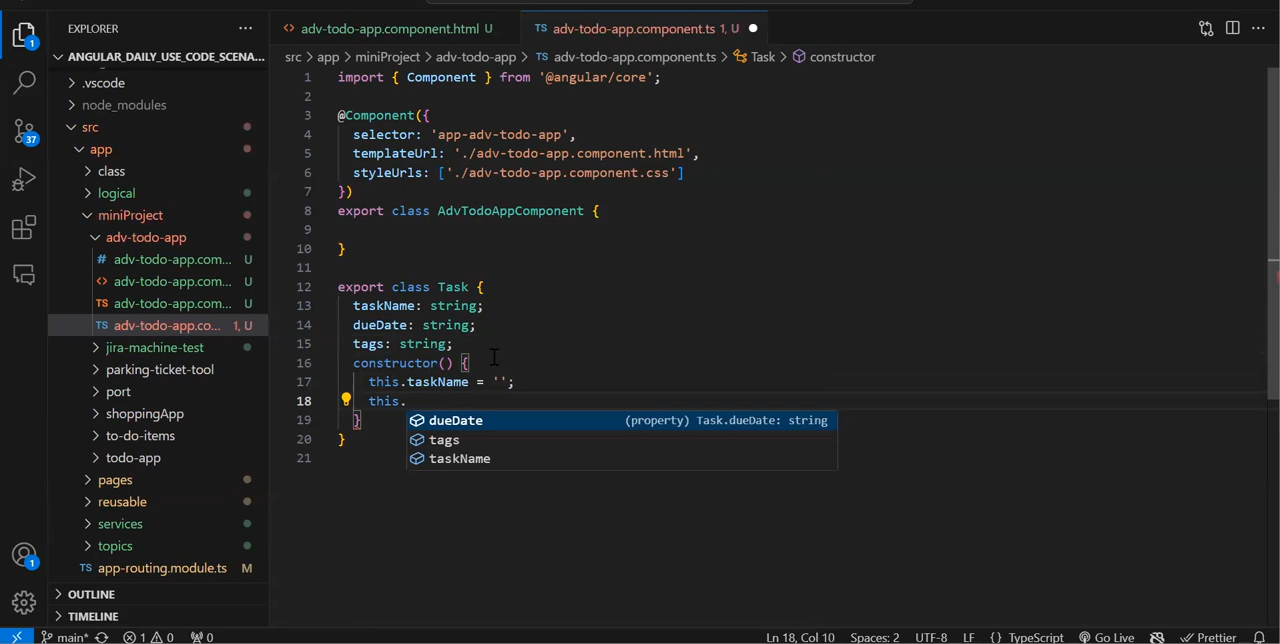 EXPLORER
adv-todo-app.component.html U
TS adv-todo-app.component.ts 1, U
ANGULAR_DAILY_USE_CODE_SCENA...
src > app > miniProject > adv-todo-app > TS adv-todo-app.component.ts > Task > constructor
.vscode
node_modules
src
app
class
logical
miniProject
adv-todo-app
# adv-todo-app.com... U
<> adv-todo-app.com... U
TS adv-todo-app.com... U
TS adv-todo-app.co... 1, U
jira-machine-test
parking-ticket-tool
port
shoppingApp
to-do-items
todo-app
pages
reusable
services
topics
TS app-routing.module.ts M
OUTLINE
TIMELINE
1
37
1
1 import { Component } from '@angular/core';
2
3 @Component({
4 selector: 'app-adv-todo-app',
5 templateUrl: './adv-todo-app.component.html',
6 styleUrls: ['./adv-todo-app.component.css']
7 })
8 export class AdvTodoAppComponent {
9
10 }
11
12 export class Task {
13 taskName: string;
14 dueDate: string;
15 tags: string;
16 constructor() {
17 this.taskName = '';
18 this.
19 }
20 }
21
dueDate (property) Task.dueDate: string
tags
taskName
main* 1 0 0 Ln 18, Col 10 Spaces: 2 UTF-8 LF {} TypeScript Go Live Prettier